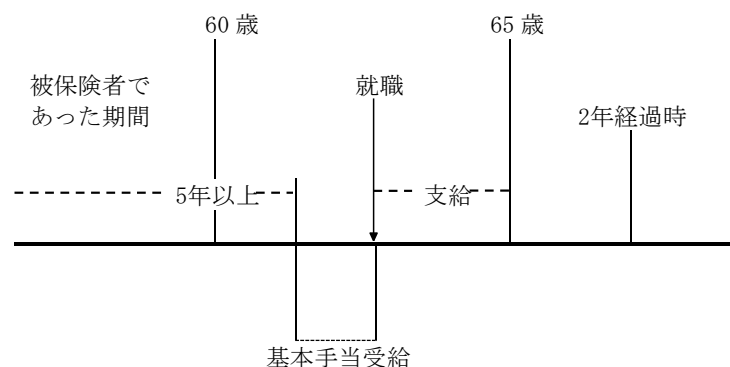 60 歳
65 歳
被保険者で
あった期間
就職
2年経過時
5年以上
支給
基本手当受給